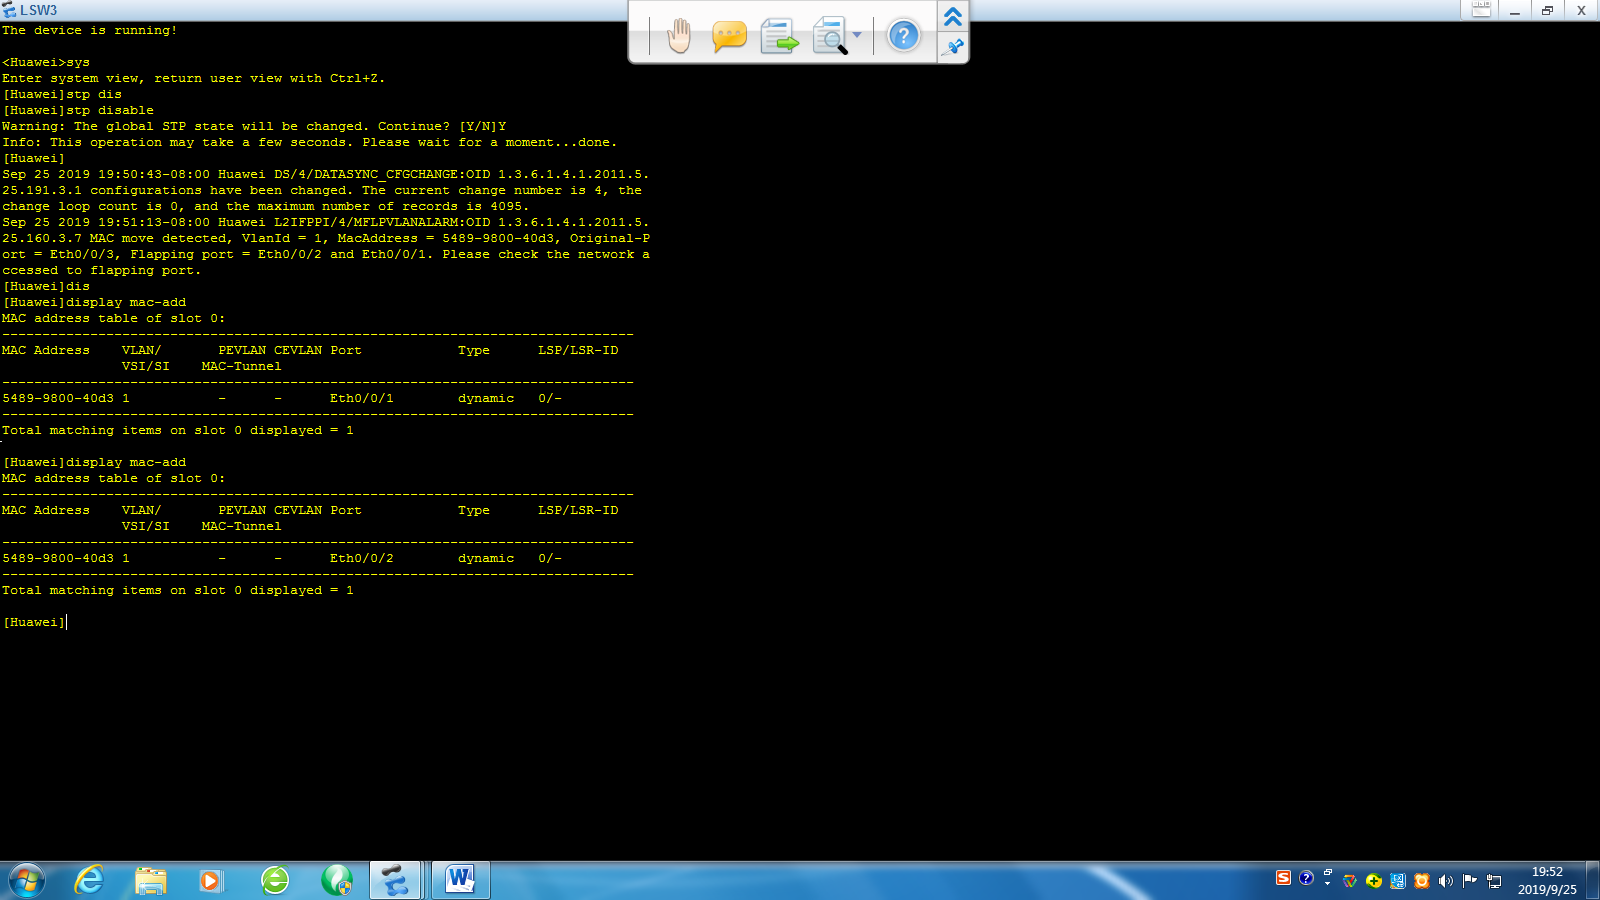 LSW3
The device is running!
<Huawei>sys
Enter system view, return user view with Ctrl+Z.
[Huawei]stp dis
[Huawei]stp disable
Warning: The global STP state will be changed. Continue? [Y/N]Y
Info: This operation may take a few seconds. Please wait for a moment...done.
[Huawei]
Sep 25 2019 19:50:43-08:00 Huawei DS/4/DATASYNC_CFGCHANGE:OID 1.3.6.1.4.1.2011.5.
25.191.3.1 configurations have been changed. The current change number is 4, the
change loop count is 0, and the maximum number of records is 4095.
Sep 25 2019 19:51:13-08:00 Huawei L2IFPPI/4/MFLPVLANALARM:OID 1.3.6.1.4.1.2011.5.
25.160.3.7 MAC move detected, VlanId = 1, MacAddress = 5489-9800-40d3, Original-P
ort = Eth0/0/3, Flapping port = Eth0/0/2 and Eth0/0/1. Please check the network a
ccessed to flapping port.
[Huawei]dis
[Huawei]display mac-add
MAC address table of slot 0:
-------------------------------------------------------------------------------
MAC Address    VLAN/       PEVLAN CEVLAN Port            Type      LSP/LSR-ID
               VSI/SI    MAC-Tunnel
-------------------------------------------------------------------------------
5489-9800-40d3 1           -      -      Eth0/0/1        dynamic   0/-
-------------------------------------------------------------------------------
Total matching items on slot 0 displayed = 1
[Huawei]display mac-add
MAC address table of slot 0:
-------------------------------------------------------------------------------
MAC Address    VLAN/       PEVLAN CEVLAN Port            Type      LSP/LSR-ID
               VSI/SI    MAC-Tunnel
-------------------------------------------------------------------------------
5489-9800-40d3 1           -      -      Eth0/0/2        dynamic   0/-
-------------------------------------------------------------------------------
Total matching items on slot 0 displayed = 1
[Huawei]
19:52
2019/9/25